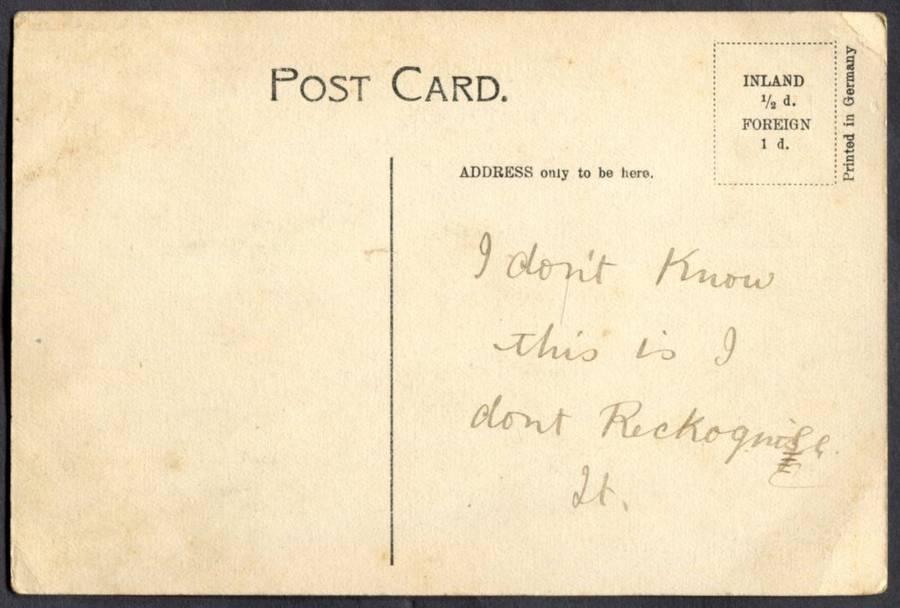 POST CARD.
INLAND
½ d.
FOREIGN
1 d.
Printed in Germany
ADDRESS only to be here.
I don't Know
this is I
dont Reckognise
It.